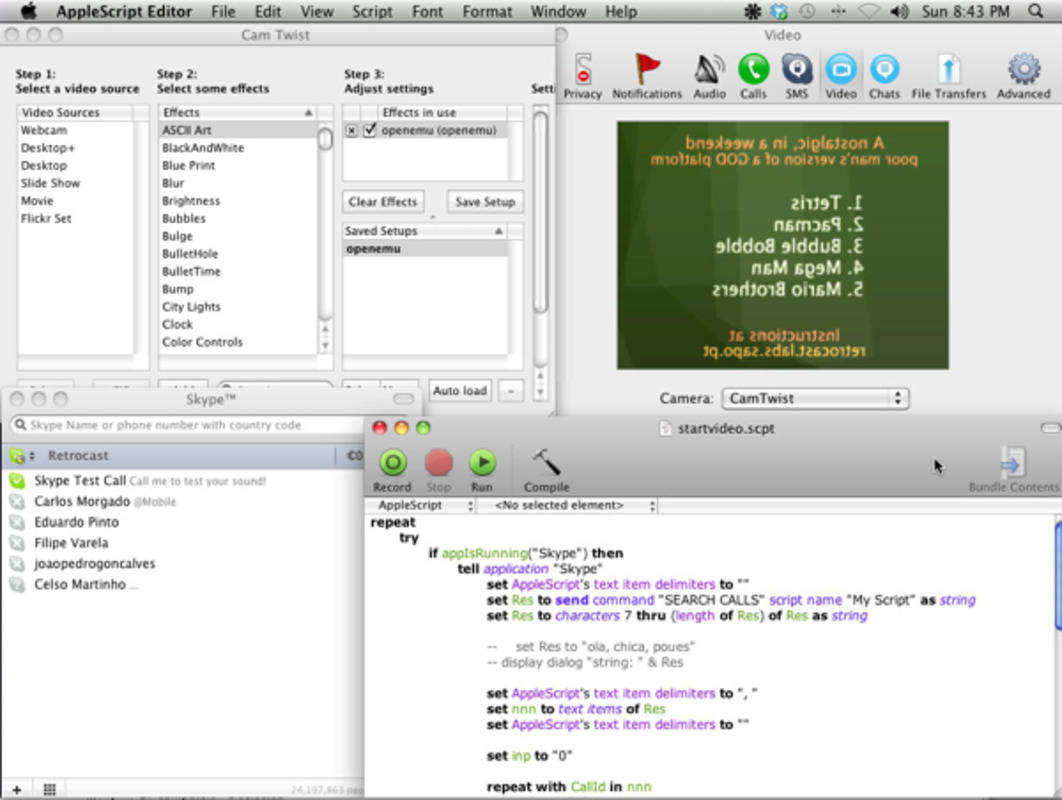 AppleScript Editor File Edit View Script Font Format Window Help Sun 8:43 PM
Cam Twist
Step 1:
Select a video source
Video Sources
Webcam
Desktop+
Desktop
Slide Show
Movie
Flickr Set
Step 2:
Select some effects
Effects
ASCII Art
BlackAndWhite
Blue Print
Blur
Brightness
Bubbles
Bulge
BulletHole
BulletTime
Bump
City Lights
Clock
Color Controls
Step 3:
Adjust settings
Effects in use
openemu (openemu)
Clear Effects Save Setup
Saved Setups
openemu
Auto load -
Video
Privacy Notifications Audio Calls SMS Video Chats File Transfers Advanced
A nostalgic, in a weekend
poor man's version of a GOD platform
1. Tetris
2. Pacman
3. Bubble Bobble
4. Mega Man
5. Mario Brothers
Instructions at
retrocast.labs.sapo.pt
Camera: CamTwist
Skype™
Skype Name or phone number with country code
Retrocast
Skype Test Call Call me to test your sound!
Carlos Morgado @Mobile
Eduardo Pinto
Filipe Varela
joaopedrogoncalves
Celso Martinho ...
24,197,863
startvideo.scpt
Record Stop Run Compile Bundle Contents
AppleScript <No selected element>
repeat
try
if appIsRunning("Skype") then
tell application "Skype"
set AppleScript's text item delimiters to ""
set Res to send command "SEARCH CALLS" script name "My Script" as string
set Res to characters 7 thru (length of Res) of Res as string
-- set Res to "ola, chica, poues"
-- display dialog "string: " & Res
set AppleScript's text item delimiters to ", "
set nnn to text items of Res
set AppleScript's text item delimiters to ""
set inp to "0"
repeat with CallId in nnn